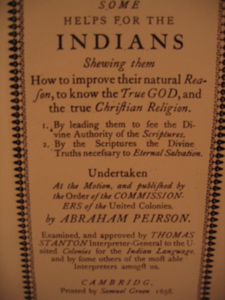 SOME
HELPS FOR THE
INDIANS
Shewing them
How to improve their natural Rea-
ſon, to know the True GOD, and
the true Chriſtian Religion.
1. By leading them to ſee the Di-
vine Authority of the Scriptures.
2. By the Scriptures the Divine
Truths neceſſary to Eternal Salvation.
Undertaken
At the Motion, and publiſhed by
the Order of the COMMISSION-
ERS of the United Colonies.
by ABRAHAM PEIRSON.
Examined, and approved by THOMAS
STANTON Interpreter-General to the U-
nited Colonies for the Indian Language,
and by ſome others of the moſt able
Interpreters amongſt us.
CAMBRIDG,
Printed by Samuel Green 1658.